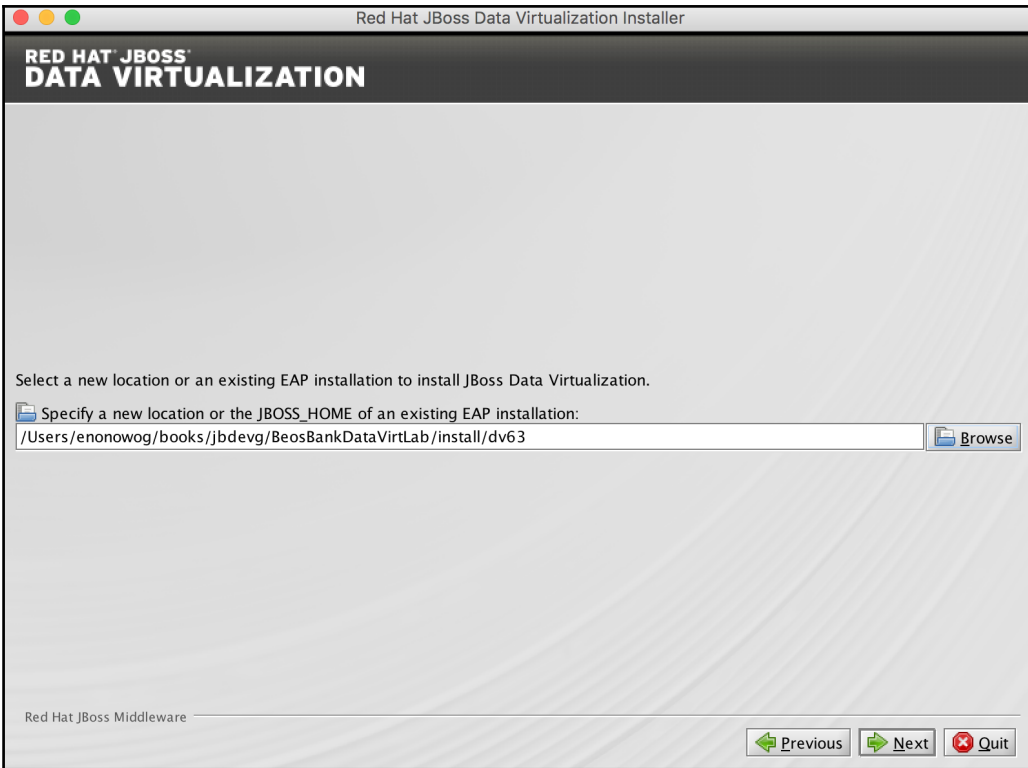 Red Hat JBoss Data Virtualization Installer
RED HAT® JBOSS®
DATA VIRTUALIZATION
Select a new location or an existing EAP installation to install JBoss Data Virtualization.
Specify a new location or the JBOSS_HOME of an existing EAP installation:
/Users/enonowog/books/jbdevg/BeosBankDataVirtLab/install/dv63
Browse
Red Hat JBoss Middleware
Previous Next Quit